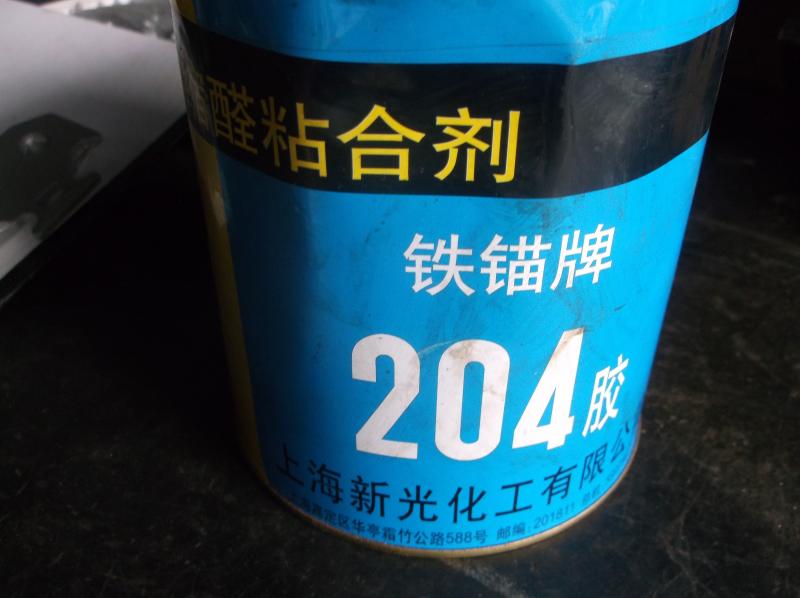 醛粘合剂
铁锚牌
204胶
上海新光化工有限公
上海嘉定区华亭霜竹公路588号 邮编:201811